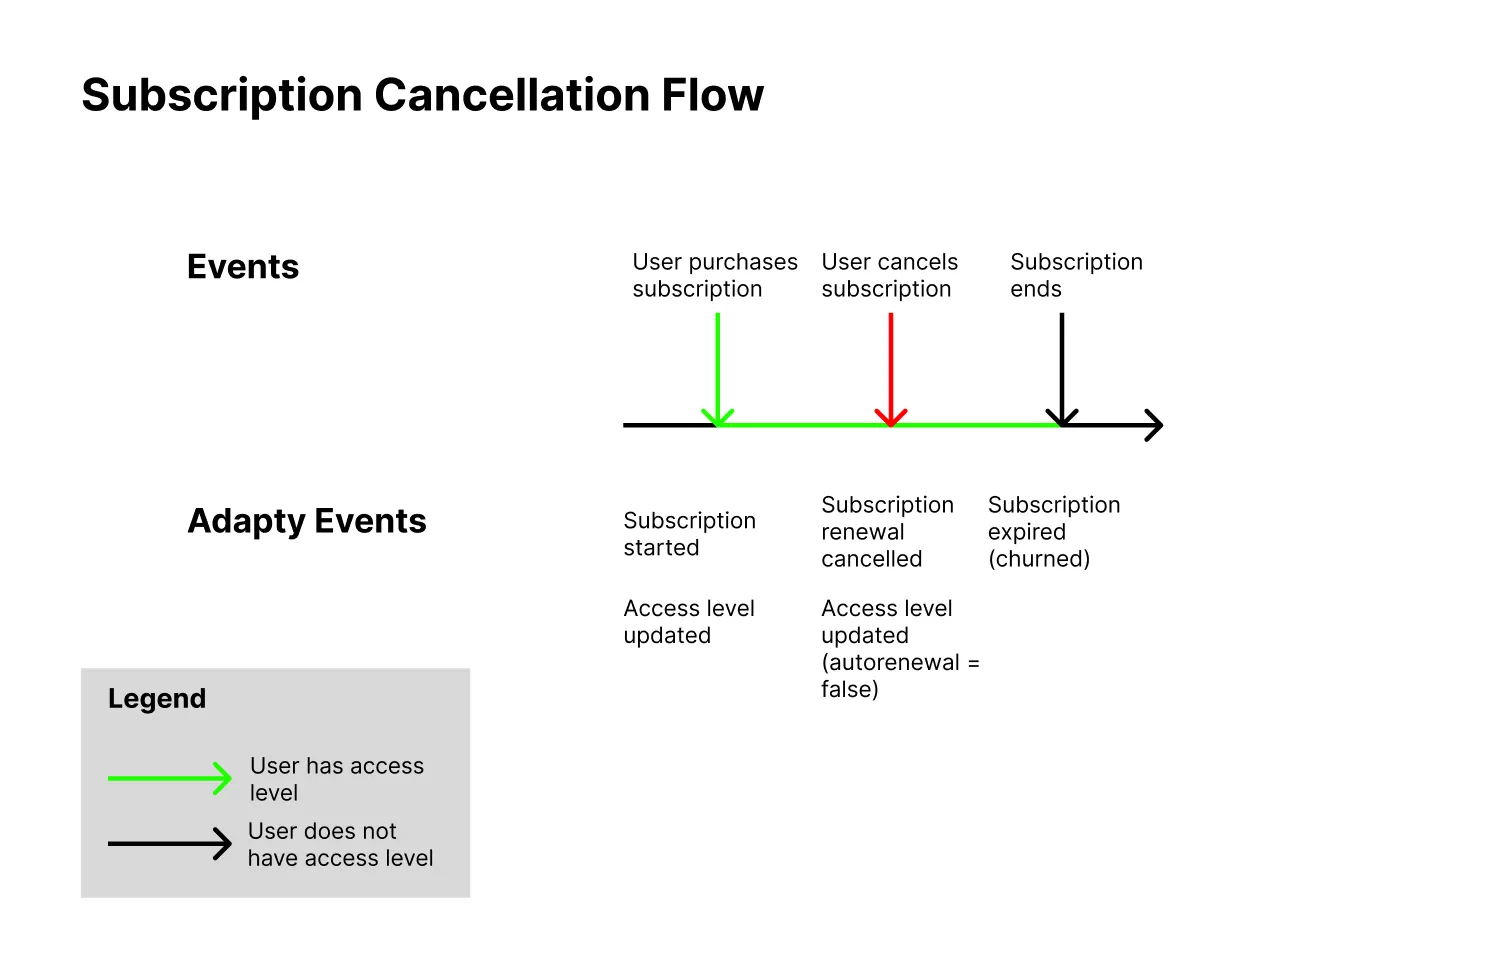 Subscription Cancellation Flow
Events
User purchases
subscription
User cancels
subscription
Subscription
ends
Adapty Events
Subscription
started
Subscription
renewal
cancelled
Subscription
expired
(churned)
Access level
updated
Access level
updated
(autorenewal =
false)
Legend
User has access
level
User does not
have access level